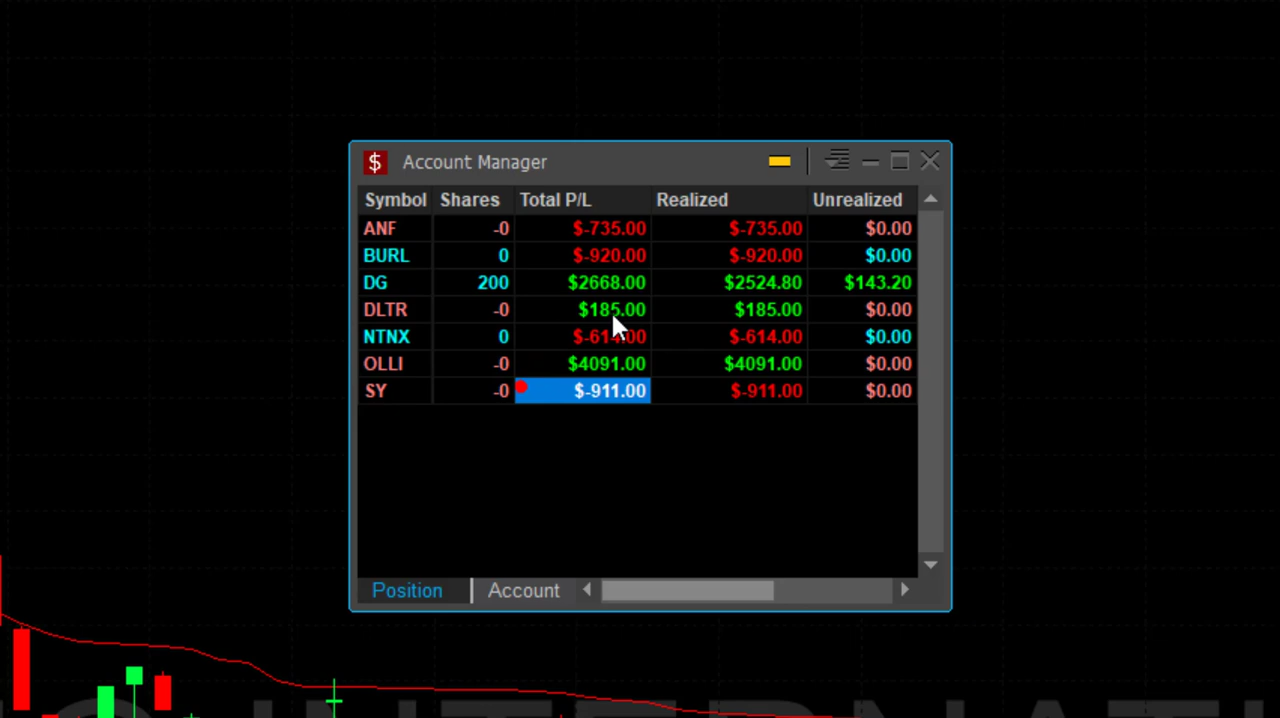 $ Account Manager
Symbol Shares Total P/L Realized Unrealized
ANF -0 $-735.00 $-735.00 $0.00
BURL 0 $-920.00 $-920.00 $0.00
DG 200 $2668.00 $2524.80 $143.20
DLTR -0 $185.00 $185.00 $0.00
NTNX 0 $-614.00 $-614.00 $0.00
OLLI -0 $4091.00 $4091.00 $0.00
SY -0 $-911.00 $-911.00 $0.00
Position Account